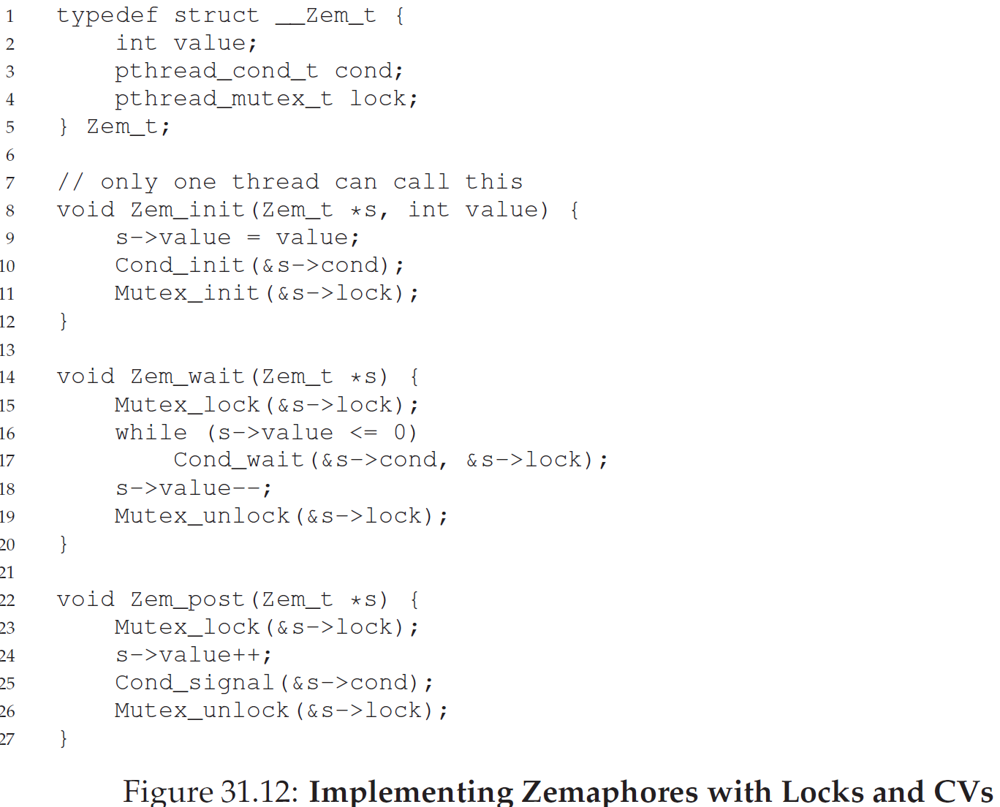 1 typedef struct __Zem_t {
2 int value;
3 pthread_cond_t cond;
4 pthread_mutex_t lock;
5 } Zem_t;
6
7 // only one thread can call this
8 void Zem_init(Zem_t *s, int value) {
9 s->value = value;
10 Cond_init(&s->cond);
11 Mutex_init(&s->lock);
12 }
13
14 void Zem_wait(Zem_t *s) {
15 Mutex_lock(&s->lock);
16 while (s->value <= 0)
17 Cond_wait(&s->cond, &s->lock);
18 s->value--;
19 Mutex_unlock(&s->lock);
20 }
21
22 void Zem_post(Zem_t *s) {
23 Mutex_lock(&s->lock);
24 s->value++;
25 Cond_signal(&s->cond);
26 Mutex_unlock(&s->lock);
27 }
Figure 31.12: Implementing Zemaphores with Locks and CVs